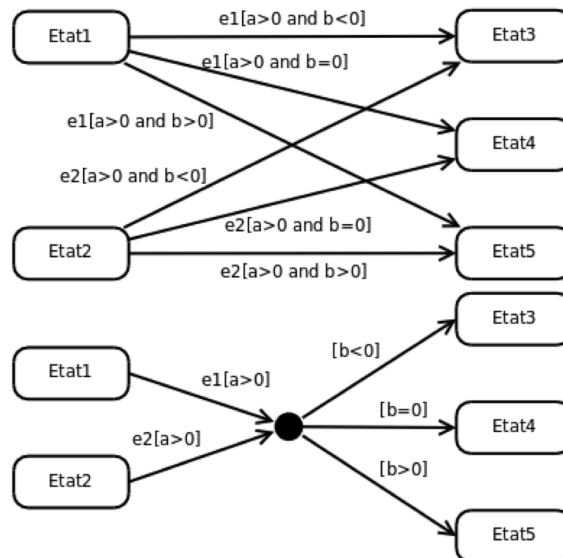 e1[a>0 and b<0]
Etat1
Etat3
e1[a>0 and b=0]
e1[a>0 and b>0]
Etat4
e2[a>0 and b<0]
e2[a>0 and b=0]
Etat2
Etat5
e2[a>0 and b>0]
Etat3
[b<0]
Etat1
e1[a>0]
[b=0]
Etat4
e2[a>0]
[b>0]
Etat2
Etat5